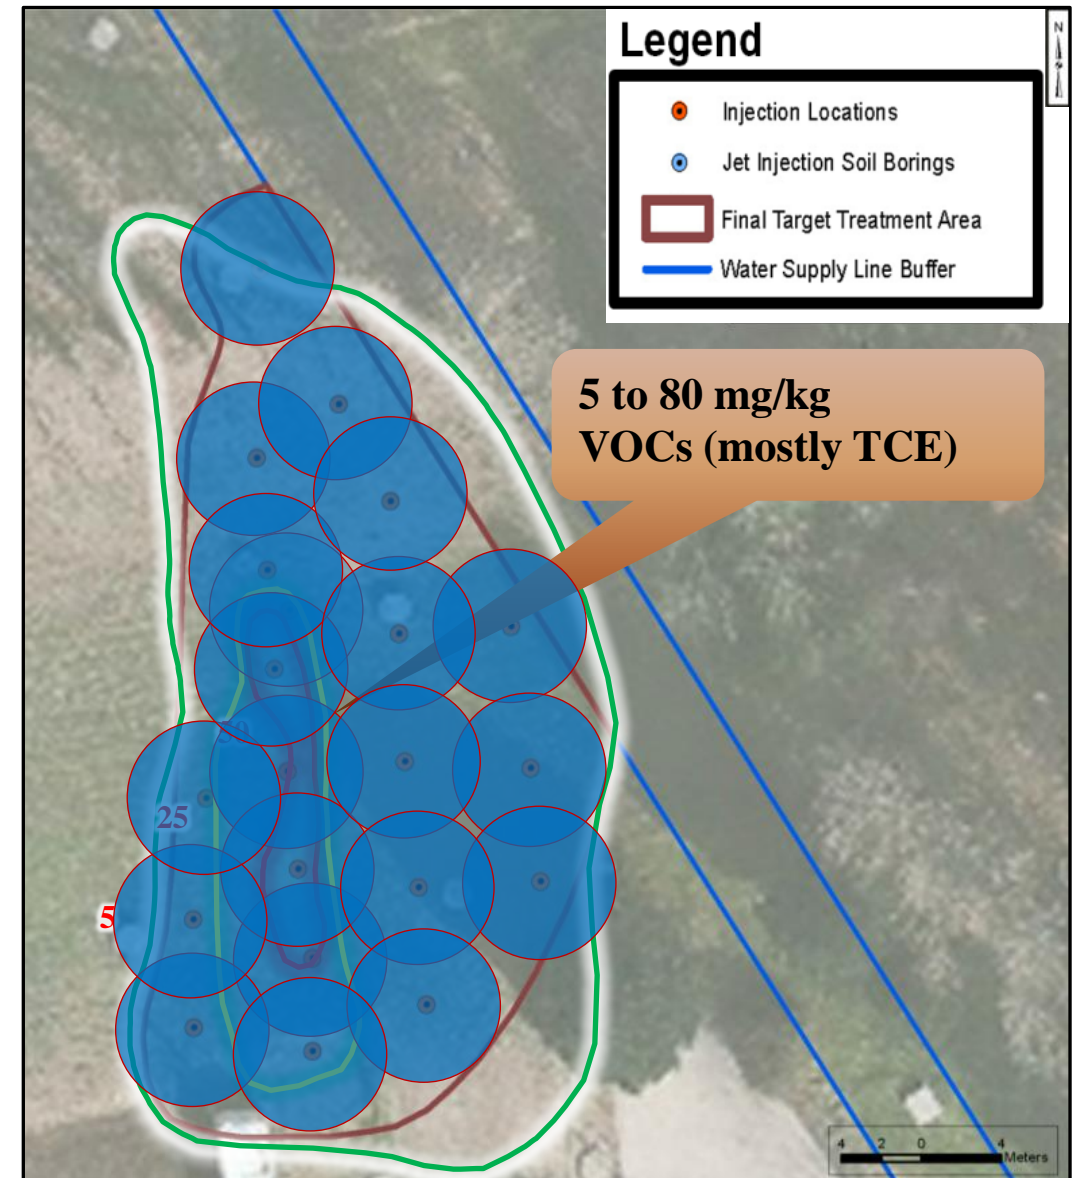 Legend
N
Injection Locations
Jet Injection Soil Borings
Final Target Treatment Area
Water Supply Line Buffer
5 to 80 mg/kg
VOCs (mostly TCE)
50
25
5
4 2 0 4
Meters